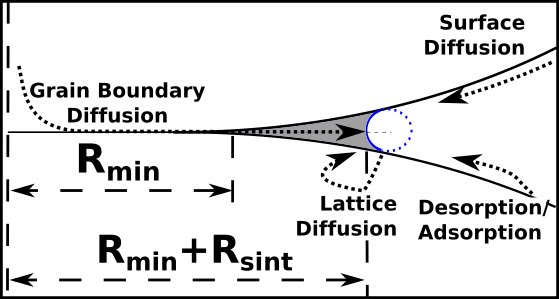 Surface
Diffusion
Grain Boundary
Diffusion
Rmin
Lattice
Diffusion
Desorption/
Adsorption
Rmin+Rsint